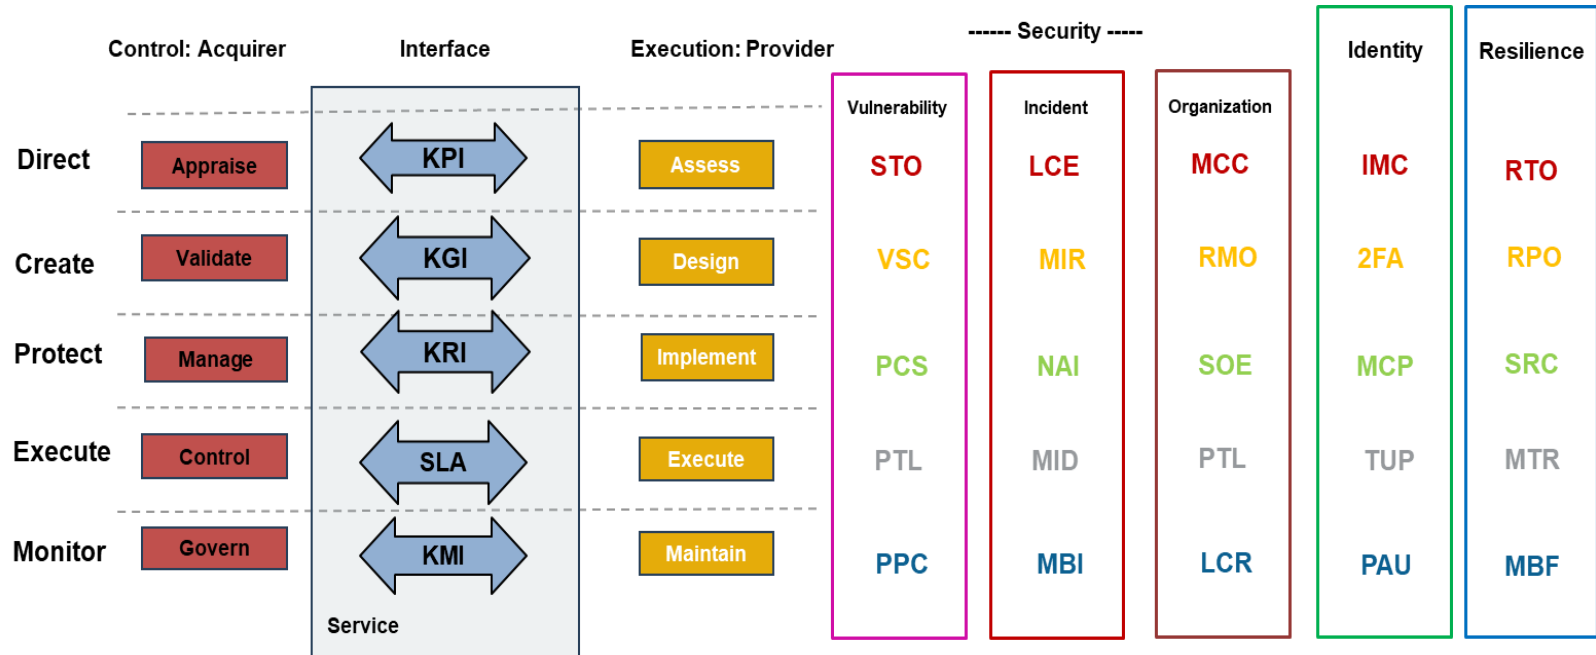 ------ Security -----
Control: Acquirer Interface Execution: Provider Identity Resilience
Vulnerability Incident Organization
Direct Appraise KPI Assess STO LCE MCC IMC RTO
Create Validate KGI Design VSC MIR RMO 2FA RPO
Protect Manage KRI Implement PCS NAI SOE MCP SRC
Execute Control SLA Execute PTL MID PTL TUP MTR
Monitor Govern KMI Maintain PPC MBI LCR PAU MBF
Service